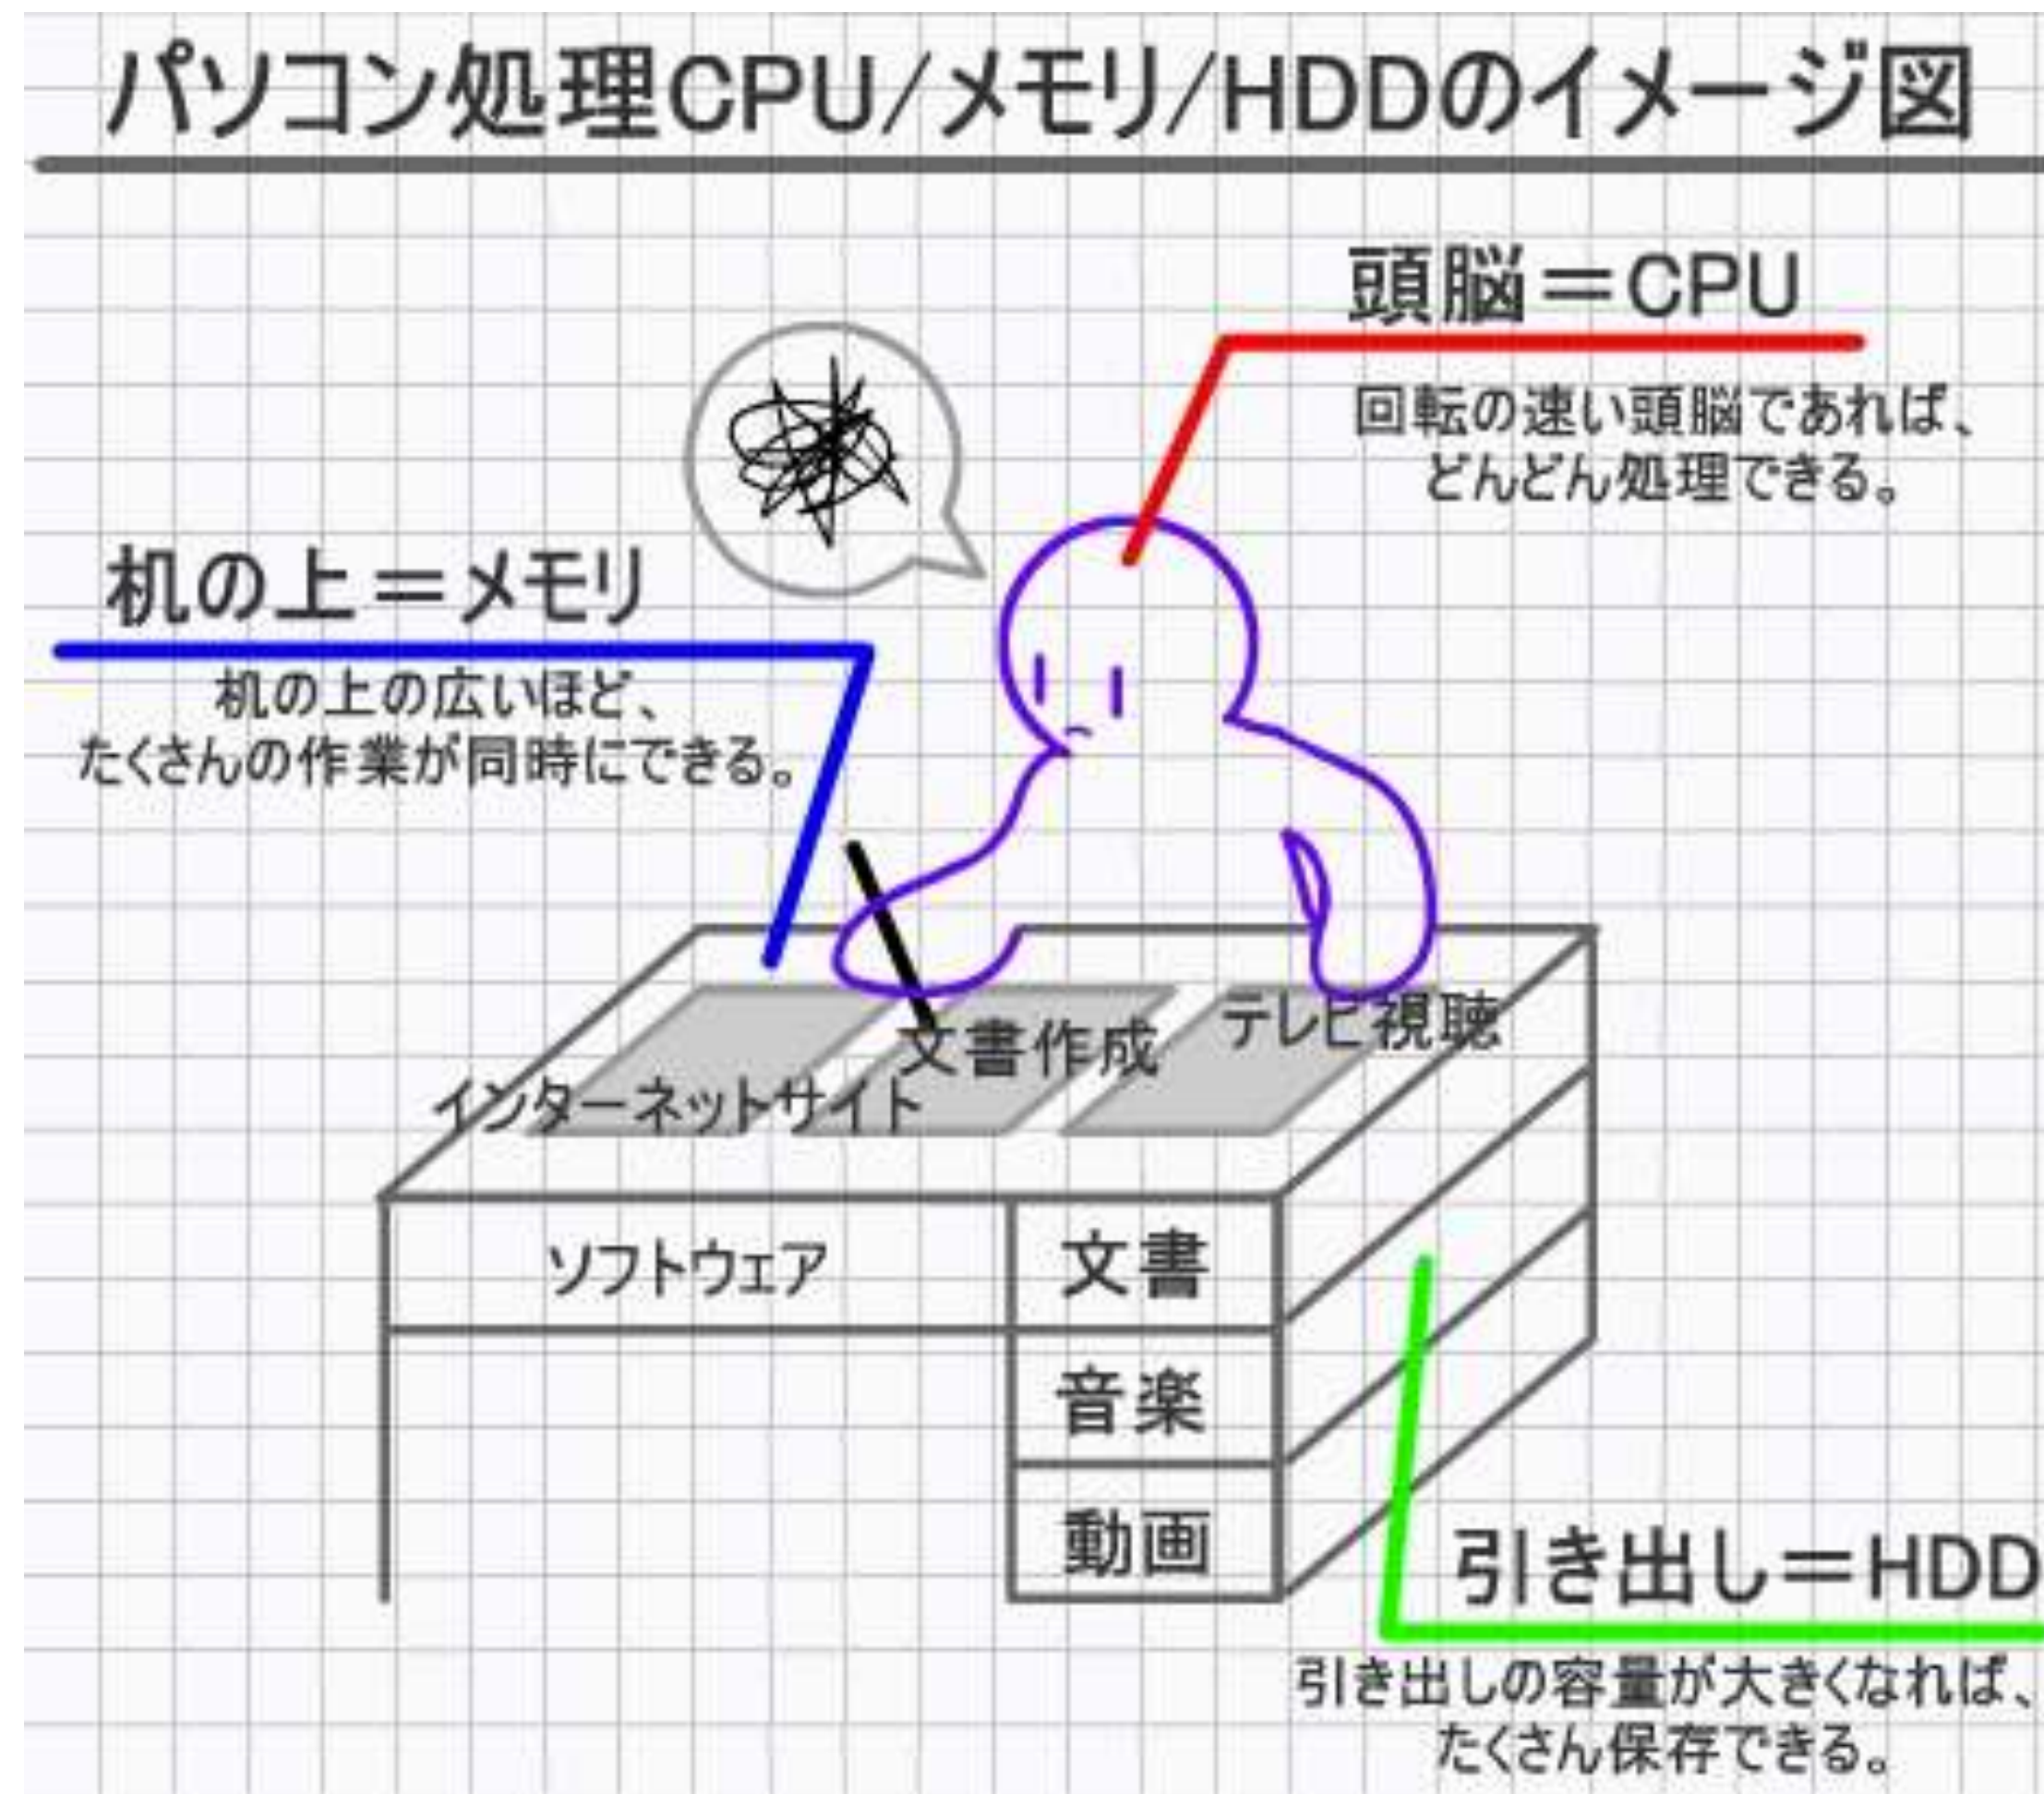 パソコン処理CPU/メモリ/HDDのイメージ図
頭脳＝CPU
回転の速い頭脳であれば、
どんどん処理できる。
机の上＝メモリ
机の上の広いほど、
たくさんの作業が同時にできる。
インターネットサイト
文書作成
テレビ視聴
ソフトウェア
文書
音楽
動画
引き出し＝HDD
引き出しの容量が大きくなれば、
たくさん保存できる。